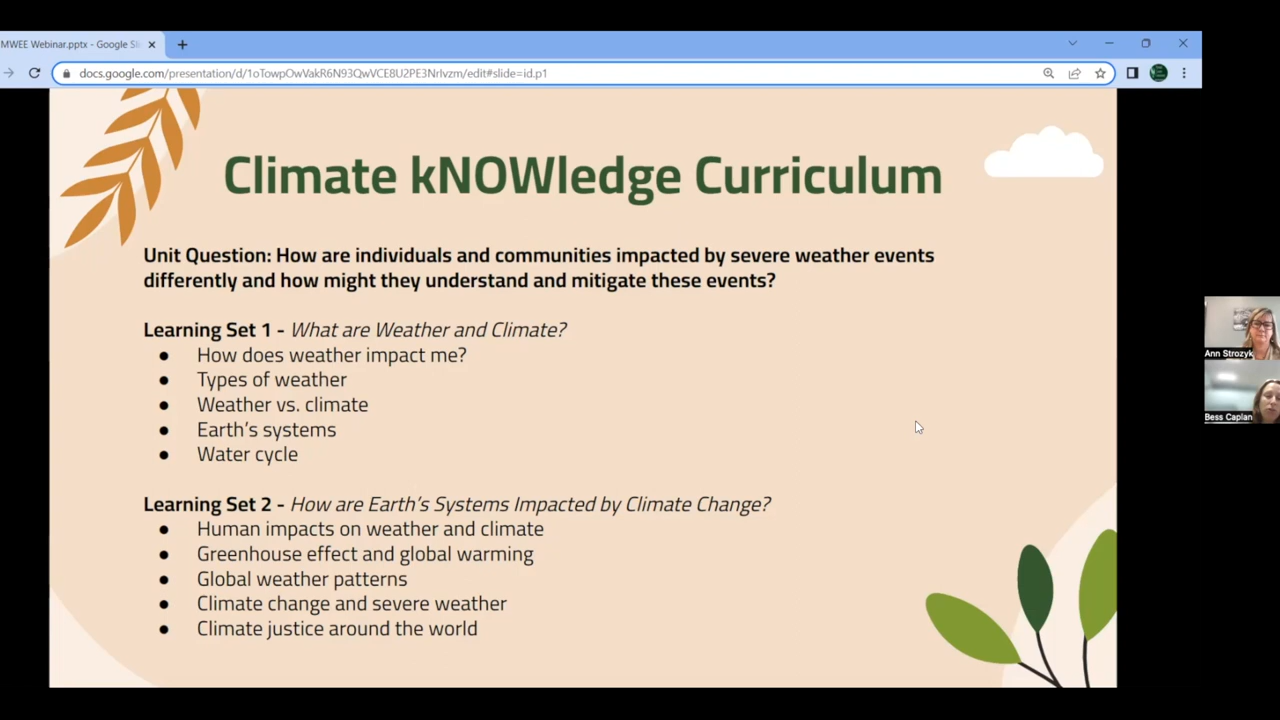 MWEE Webinar.pptx - Google Sli
docs.google.com/presentation/d/1oTowpOwVakR6N93QwVCE8U2PE3NrIvzm/edit#slide=id.p1
Climate kNOWledge Curriculum
Unit Question: How are individuals and communities impacted by severe weather events
differently and how might they understand and mitigate these events?
Learning Set 1 - What are Weather and Climate?
● How does weather impact me?
● Types of weather
● Weather vs. climate
● Earth's systems
● Water cycle
Learning Set 2 - How are Earth's Systems Impacted by Climate Change?
● Human impacts on weather and climate
● Greenhouse effect and global warming
● Global weather patterns
● Climate change and severe weather
● Climate justice around the world
Ann Strozyk
Bess Caplan